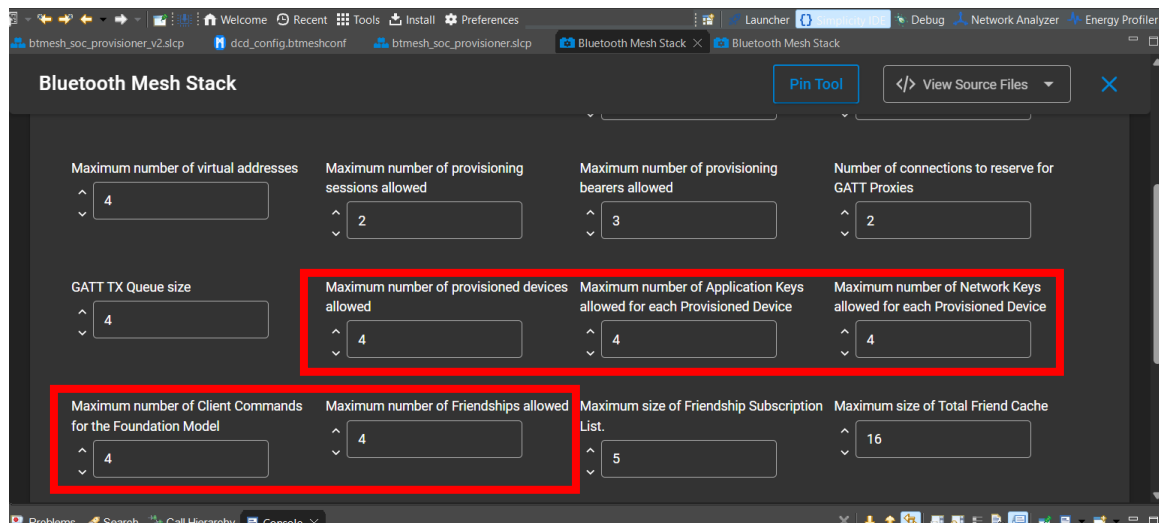 Welcome Recent Tools Install Preferences Launcher Simplicity IDE Debug Network Analyzer Energy Profiler
btmesh_soc_provisioner_v2.slcp dcd_config.btmeshconf btmesh_soc_provisioner.slcp Bluetooth Mesh Stack Bluetooth Mesh Stack
Bluetooth Mesh Stack Pin Tool </> View Source Files
Maximum number of virtual addresses
4
Maximum number of provisioning
sessions allowed
2
Maximum number of provisioning
bearers allowed
3
Number of connections to reserve for
GATT Proxies
2
GATT TX Queue size
4
Maximum number of provisioned devices
allowed
4
Maximum number of Application Keys
allowed for each Provisioned Device
4
Maximum number of Network Keys
allowed for each Provisioned Device
4
Maximum number of Client Commands
for the Foundation Model
4
Maximum number of Friendships allowed
4
Maximum size of Friendship Subscription
List.
5
Maximum size of Total Friend Cache
16
Problems Search Call Hierarchy Console